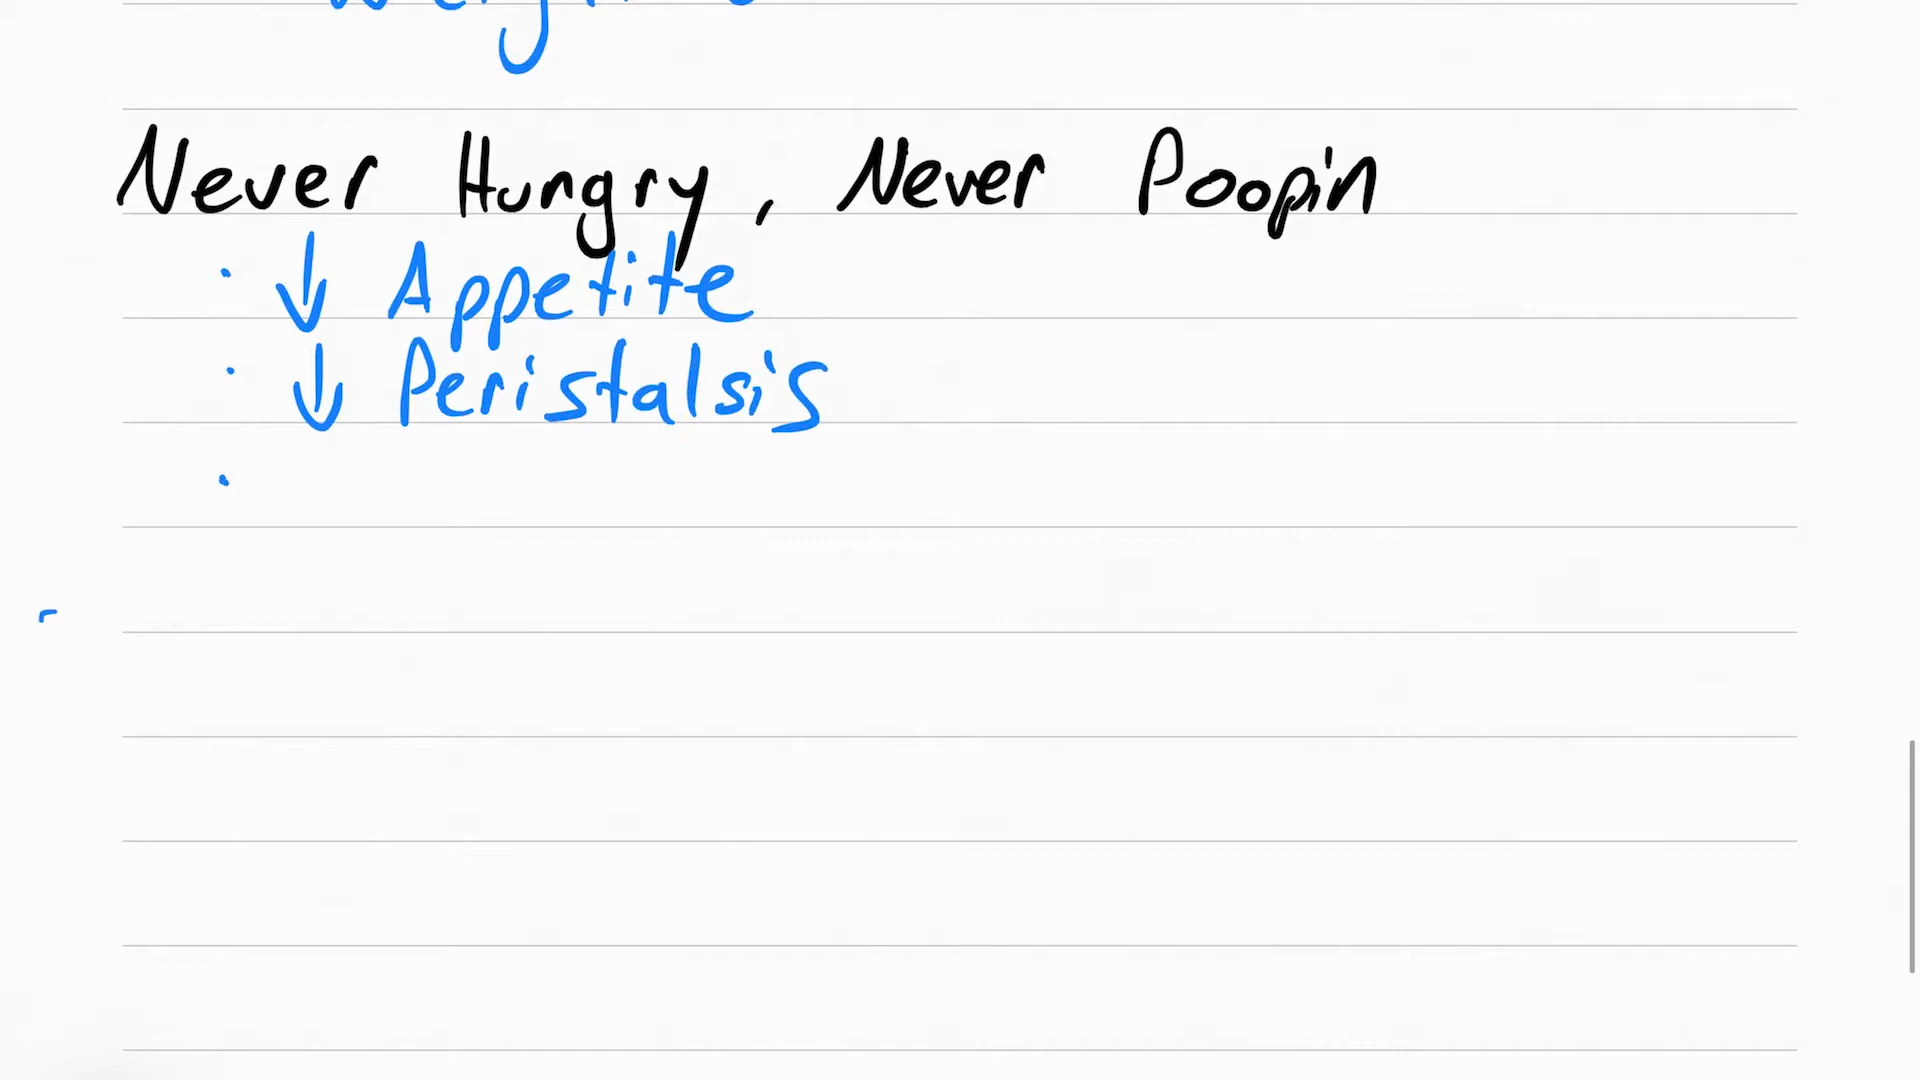 Never Hungry, Never Poopin
· ↓ Appetite
· ↓ Peristalsis
·